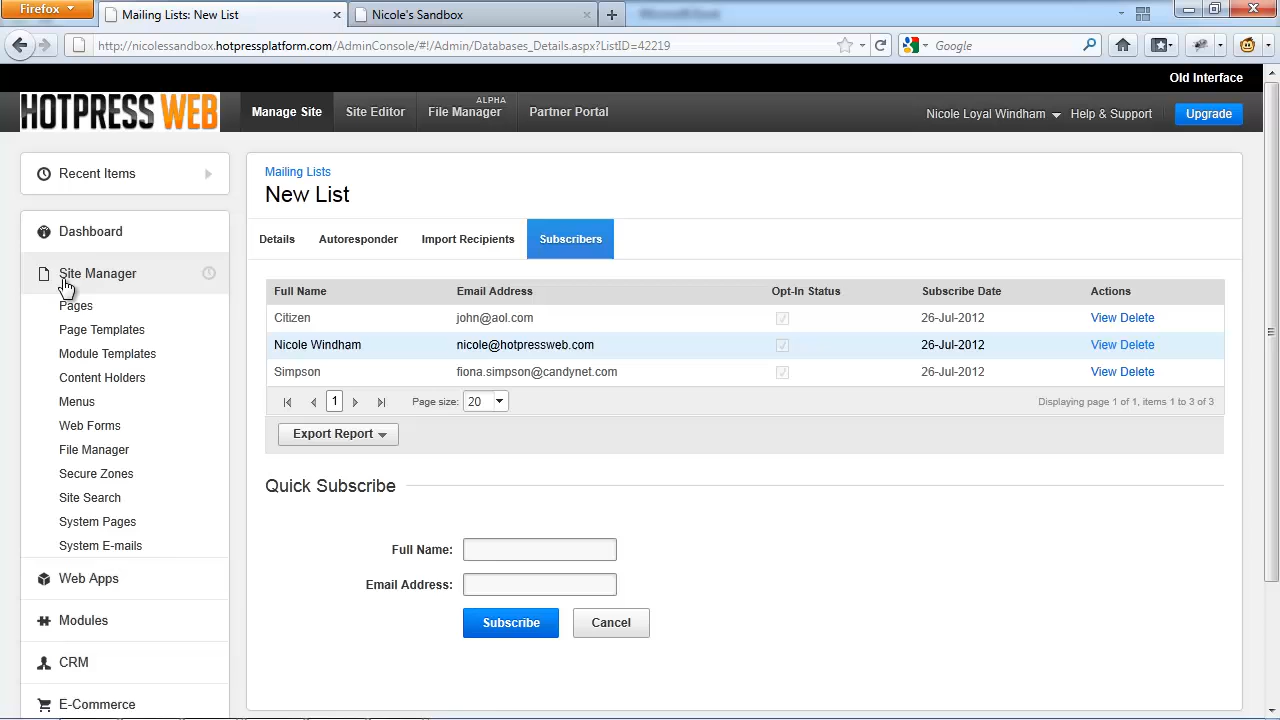 Firefox
Mailing Lists: New List
Nicole's Sandbox
http://nicolessandbox.hotpressplatform.com/AdminConsole/#!/Admin/Databases_Details.aspx?ListID=42219
Google
Old Interface
HOTPRESS WEB
Manage Site
Site Editor
ALPHA
File Manager
Partner Portal
Nicole Loyal Windham
Help & Support
Upgrade
Recent Items
Dashboard
Site Manager
Pages
Page Templates
Module Templates
Content Holders
Menus
Web Forms
File Manager
Secure Zones
Site Search
System Pages
System E-mails
Web Apps
Modules
CRM
E-Commerce
Mailing Lists
New List
Details Autoresponder Import Recipients Subscribers
Full Name Email Address Opt-In Status Subscribe Date Actions
Citizen john@aol.com 26-Jul-2012 View Delete
Nicole Windham nicole@hotpressweb.com 26-Jul-2012 View Delete
Simpson fiona.simpson@candynet.com 26-Jul-2012 View Delete
1 Page size: 20 Displaying page 1 of 1, items 1 to 3 of 3
Export Report
Quick Subscribe
Full Name:
Email Address:
Subscribe Cancel